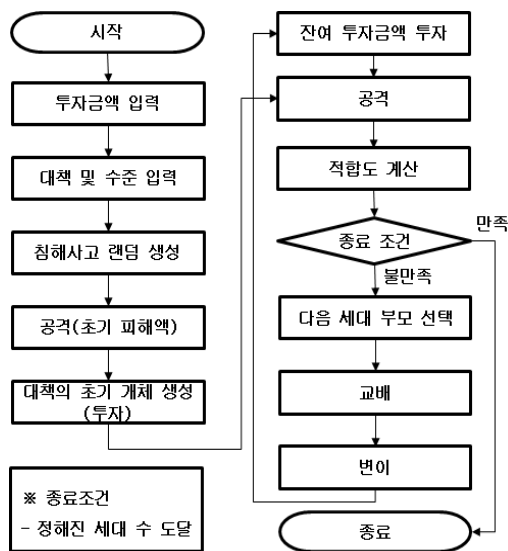 시작
투자금액 입력
대책 및 수준 입력
침해사고 랜덤 생성
공격(초기 피해액)
대책의 초기 개체 생성
(투자)
※ 종료조건
- 정해진 세대 수 도달
잔여 투자금액 투자
공격
적합도 계산
종료 조건
만족
불만족
다음 세대 부모 선택
교배
변이
종료